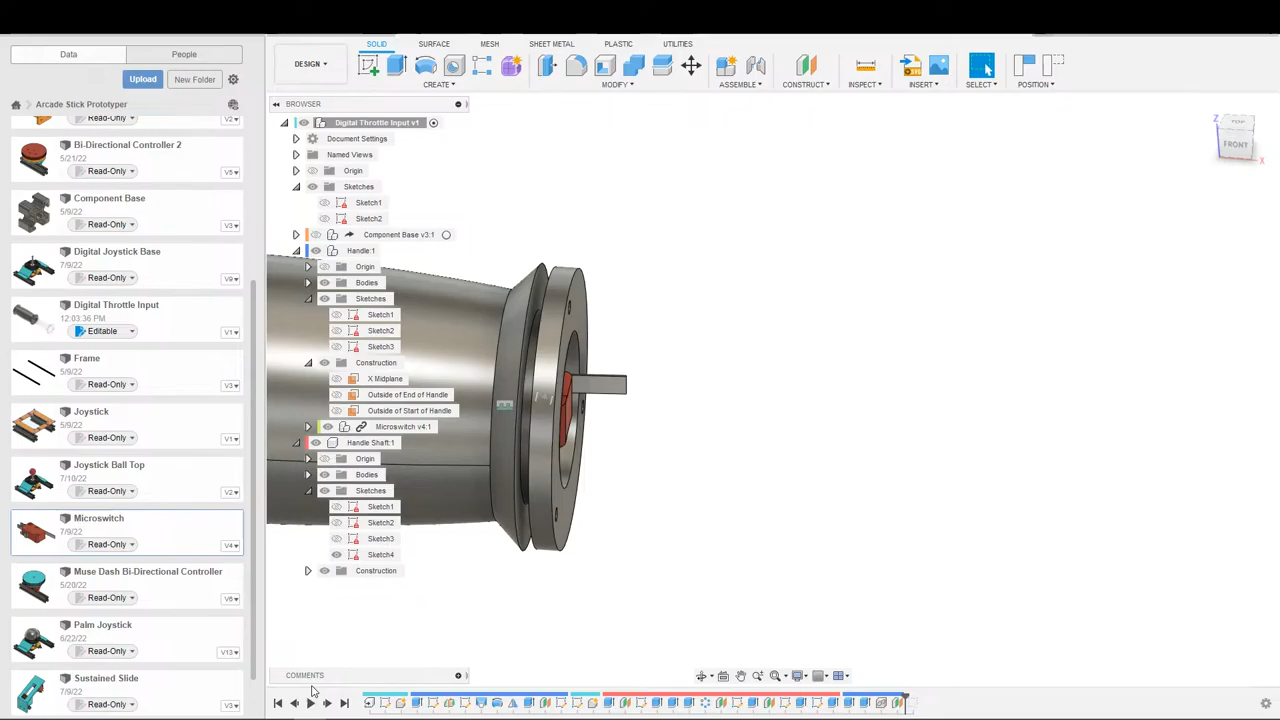 Data
People
Upload
New Folder
Arcade Stick Prototyper
Read-Only
V2
Bi-Directional Controller 2
5/21/22
Read-Only
V5
Component Base
5/9/22
Read-Only
V3
Digital Joystick Base
7/9/22
Read-Only
V9
Digital Throttle Input
12:03:36 PM
Editable
V1
Frame
5/9/22
Read-Only
V3
Joystick
5/9/22
Read-Only
V1
Joystick Ball Top
7/10/22
Read-Only
V2
Microswitch
7/9/22
Read-Only
V4
Muse Dash Bi-Directional Controller
5/20/22
Read-Only
V6
Palm Joystick
6/22/22
Read-Only
V13
Sustained Slide
7/9/22
Read-Only
V3
DESIGN
SOLID
SURFACE
MESH
SHEET METAL
PLASTIC
UTILITIES
CREATE
MODIFY
ASSEMBLE
CONSTRUCT
INSPECT
INSERT
SELECT
POSITION
BROWSER
Digital Throttle Input v1
Document Settings
Named Views
Origin
Sketches
Sketch1
Sketch2
Component Base v3:1
Handle:1
Origin
Bodies
Sketches
Sketch1
Sketch2
Sketch3
Construction
X Midplane
Outside of End of Handle
Outside of Start of Handle
Microswitch v4:1
Handle Shaft:1
Origin
Bodies
Sketches
Sketch1
Sketch2
Sketch3
Sketch4
Construction
COMMENTS
TOP
FRONT
Z
X